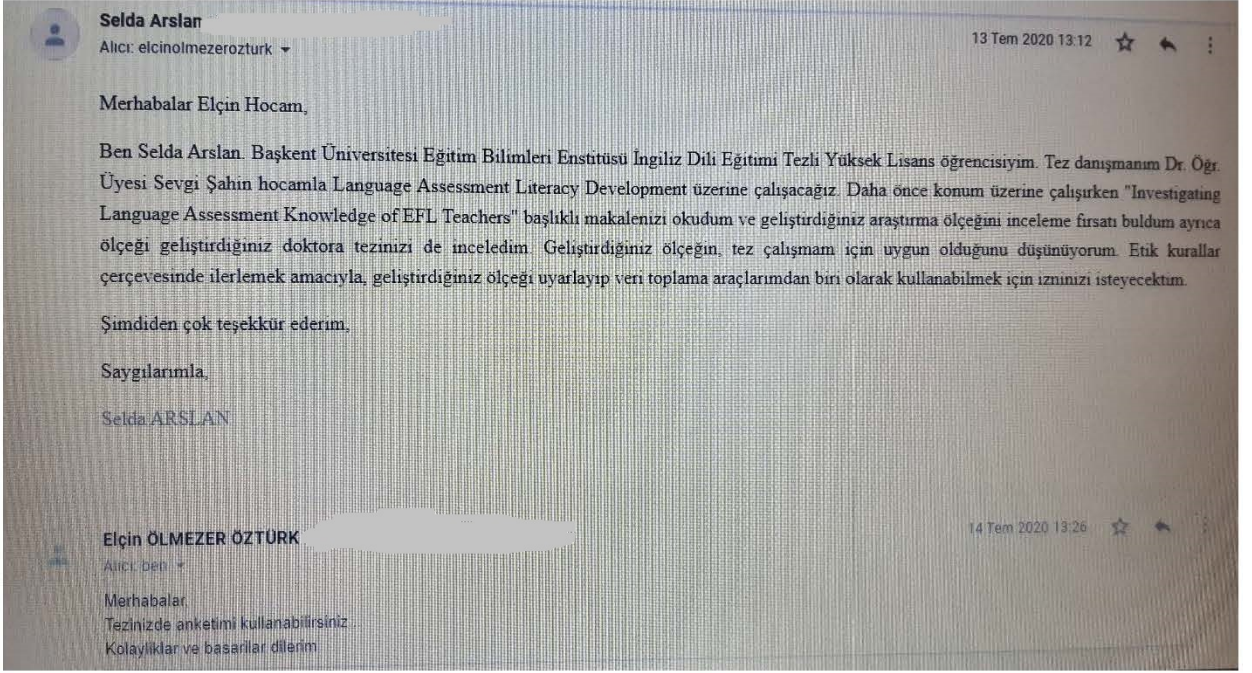 Selda Arslan
Alıcı: elcinolmezerozturk
13 Tem 2020 13:12
Merhabalar Elçin Hocam,
Ben Selda Arslan. Başkent Üniversitesi Eğitim Bilimleri Enstitüsü İngiliz Dili Eğitimi Tezli Yüksek Lisans öğrencisiyim. Tez danışmanım Dr. Öğr.
Üyesi Sevgi Şahin hocamla Language Assessment Literacy Development üzerine çalışacağız. Daha önce konum üzerine çalışırken "Investigating
Language Assessment Knowledge of EFL Teachers" başlıklı makalenizi okudum ve geliştirdiğiniz araştırma ölçeğini inceleme fırsatı buldum ayrıca
ölçeği geliştirdiğiniz doktora tezinizi de inceledim. Geliştirdiğiniz ölçeğin, tez çalışmam için uygun olduğunu düşünüyorum. Etik kurallar
çerçevesinde ilerlemek amacıyla, geliştirdiğiniz ölçeği uyarlayıp veri toplama araçlarımdan biri olarak kullanabilmek için izninizi isteyecektim.
Şimdiden çok teşekkür ederim,
Saygılarımla,
Selda ARSLAN
Elçin ÖLMEZER ÖZTÜRK
14 Tem 2020 13:26
Alıcı: ben
Merhabalar,
Tezinizde anketimi kullanabilirsiniz...
Kolayliklar ve basarilar dilerim